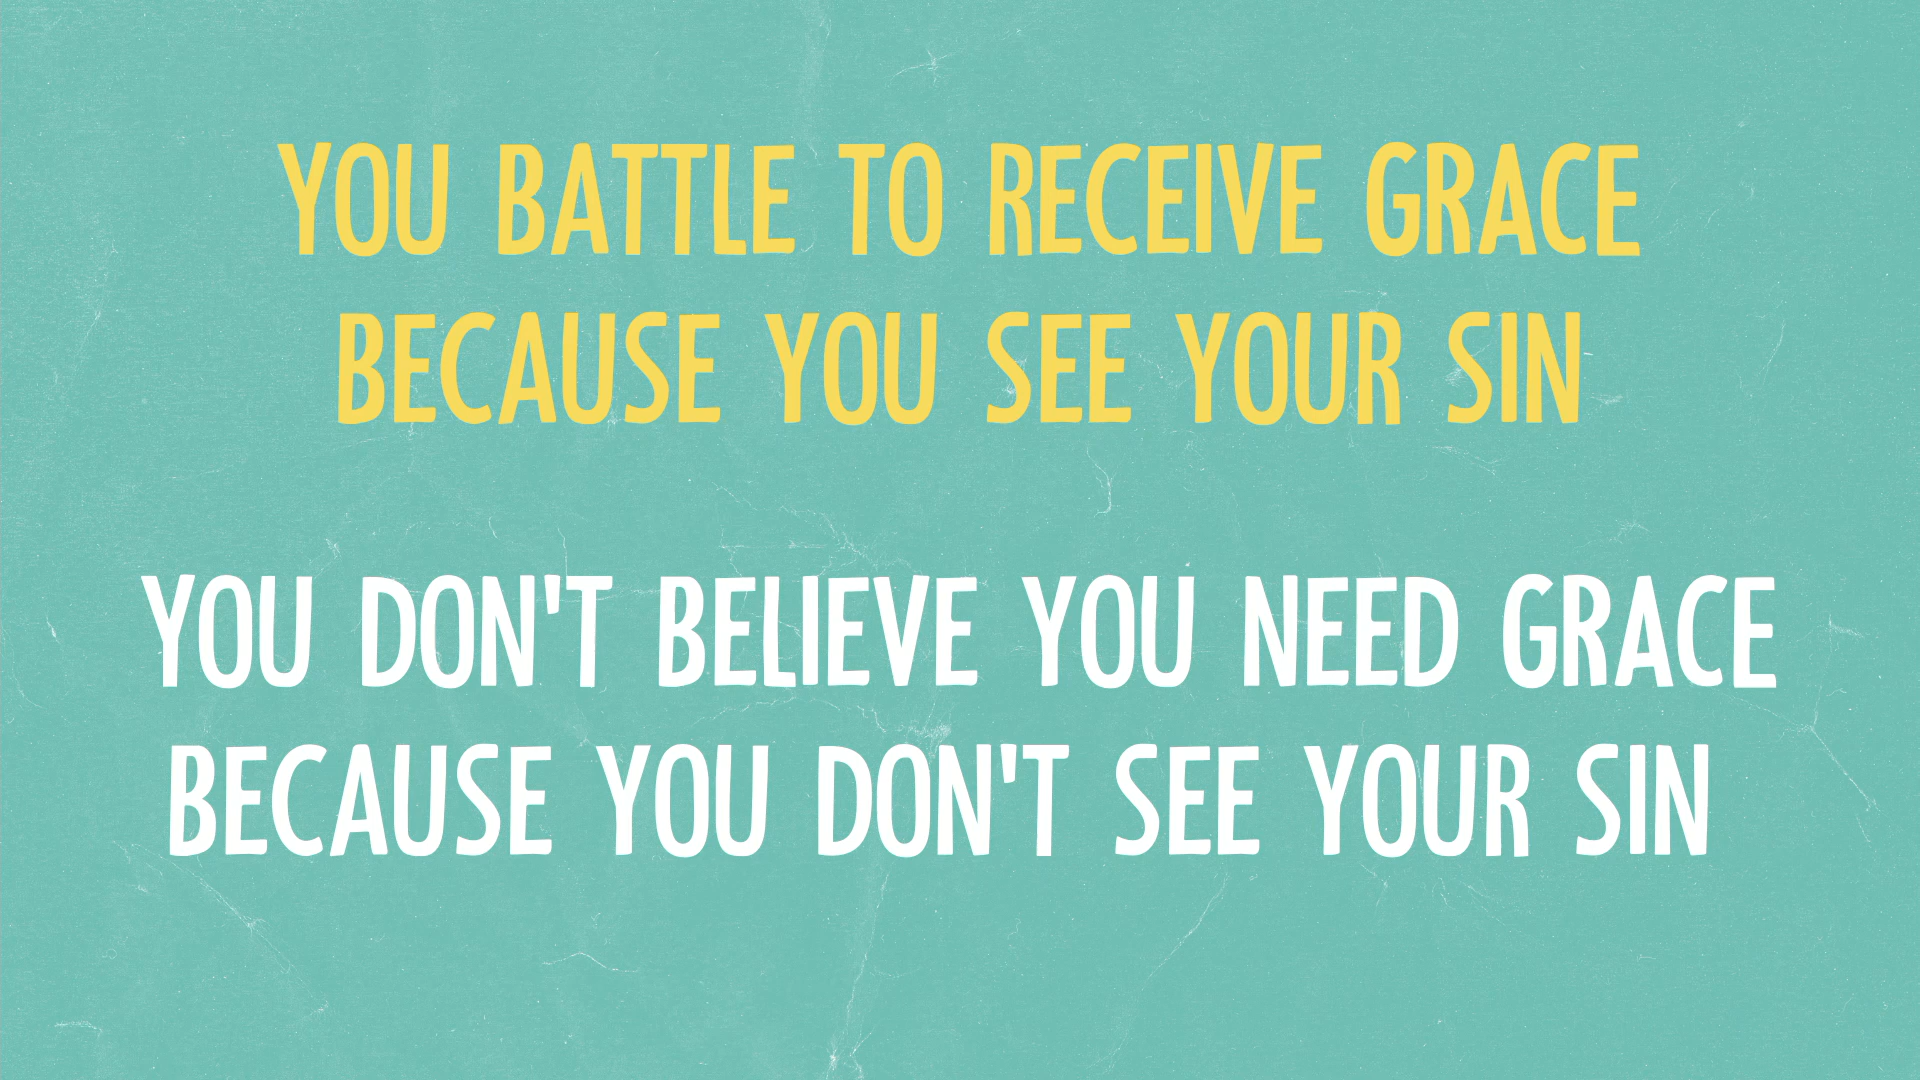 YOU BATTLE TO RECEIVE GRACE
BECAUSE YOU SEE YOUR SIN
YOU DON'T BELIEVE YOU NEED GRACE
BECAUSE YOU DON'T SEE YOUR SIN